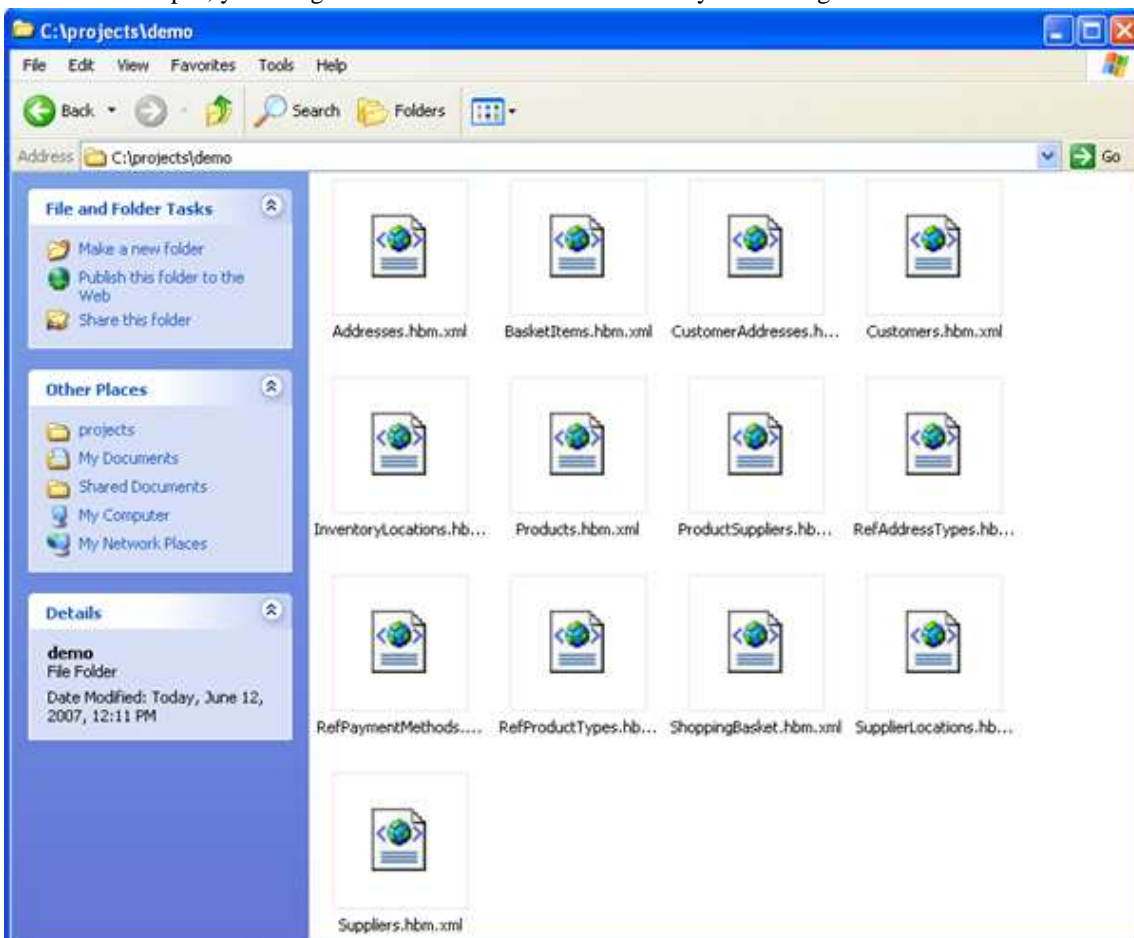 C:\projects\demo
File Edit View Favorites Tools Help
Back Search Folders
Address C:\projects\demo Go
File and Folder Tasks
Make a new folder
Publish this folder to the
Web
Share this folder
Other Places
projects
My Documents
Shared Documents
My Computer
My Network Places
Details
demo
File Folder
Date Modified: Today, June 12,
2007, 12:11 PM
Addresses.hbm.xml BasketItems.hbm.xml CustomerAddresses.h... Customers.hbm.xml
InventoryLocations.hb... Products.hbm.xml ProductSuppliers.hb... RefAddressTypes.hb...
RefPaymentMethods.... RefProductTypes.hb... ShoppingBasket.hbm.xml SupplierLocations.hb...
Suppliers.hbm.xml